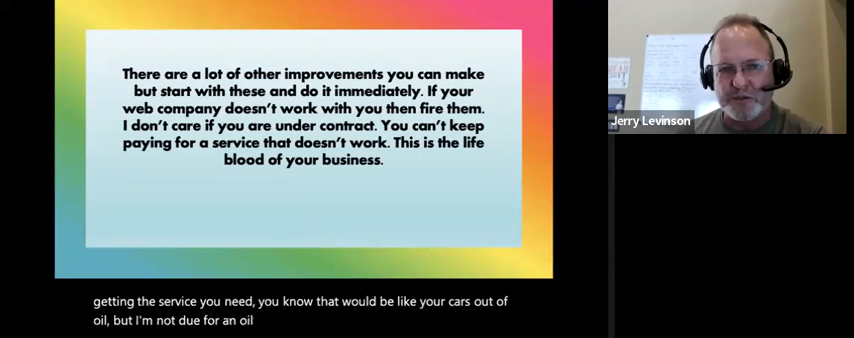 There are a lot of other improvements you can make
but start with these and do it immediately. If your
web company doesn't work with you then fire them.
I don't care if you are under contract. You can't keep
paying for a service that doesn't work. This is the life
blood of your business.
Jerry Levinson
getting the service you need, you know that would be like your cars out of
oil, but I'm not due for an oil